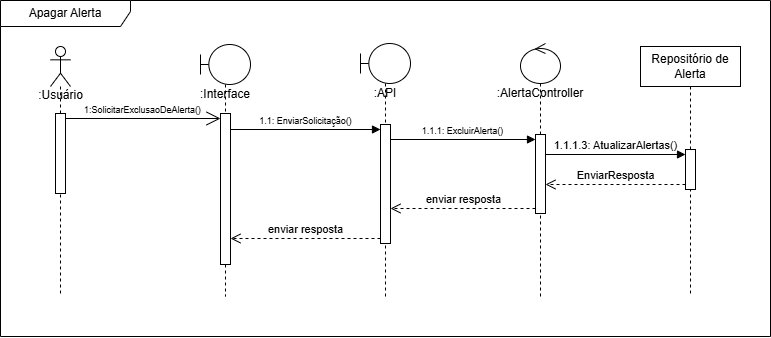 Apagar Alerta
:Usuário
:Interface
:API
:AlertaController
Repositório de
Alerta
1:SolicitarExclusaoDeAlerta()
1.1: EnviarSolicitação()
1.1.1: ExcluirAlerta()
1.1.1.3: AtualizarAlertas()
EnviarResposta
enviar resposta
enviar resposta